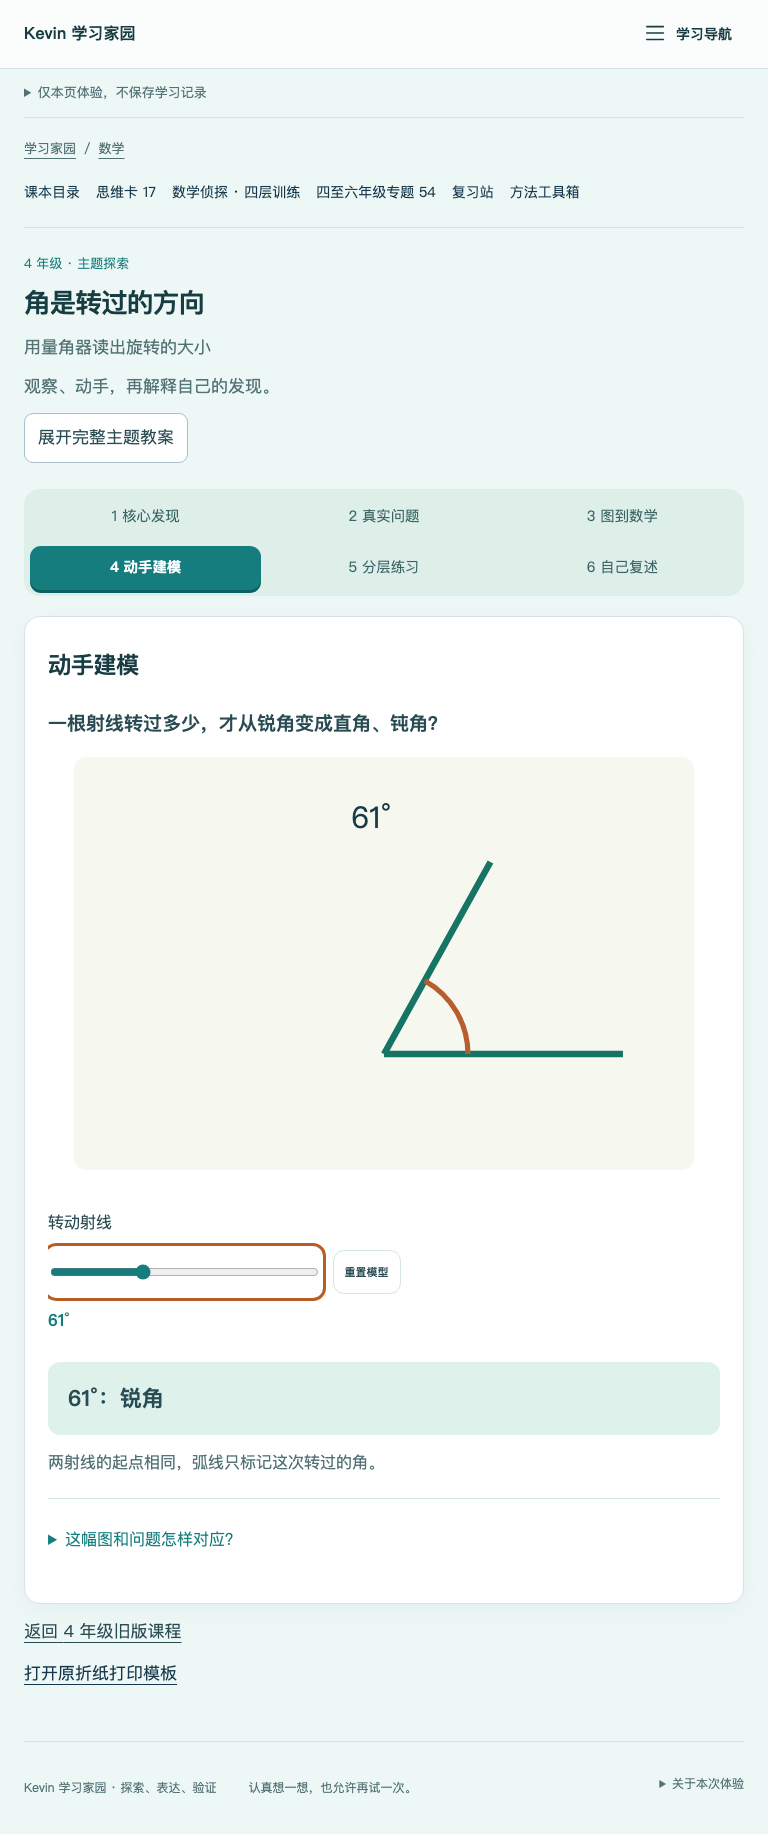 Kevin 学习家园
学习导航
仅本页体验，不保存学习记录
学习家园 / 数学
课本目录 思维卡 17 数学侦探 · 四层训练 四至六年级专题 54 复习站 方法工具箱
4 年级 · 主题探索
角是转过的方向
用量角器读出旋转的大小
观察、动手，再解释自己的发现。
展开完整主题教案
1 核心发现 2 真实问题 3 图到数学
4 动手建模 5 分层练习 6 自己复述
动手建模
一根射线转过多少，才从锐角变成直角、钝角？
61°
转动射线
重置模型
61°
61°：锐角
两射线的起点相同，弧线只标记这次转过的角。
这幅图和问题怎样对应？
返回 4 年级旧版课程
打开原折纸打印模板
Kevin 学习家园 · 探索、表达、验证 认真想一想，也允许再试一次。 关于本次体验